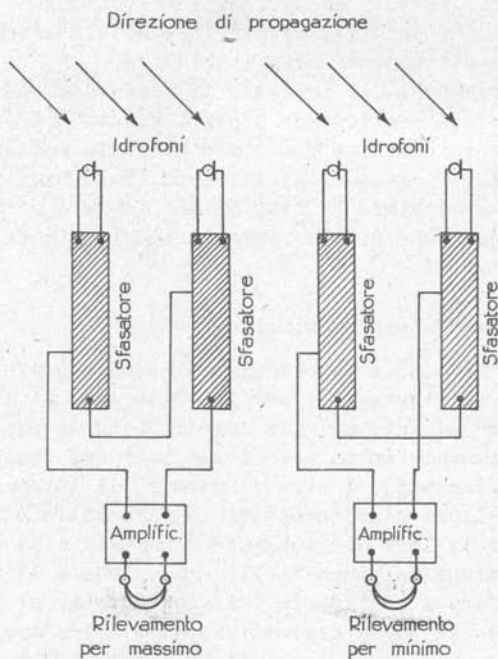 Direzione di propagazione
Idrofoni Idrofoni
Sfasatore Sfasatore Sfasatore Sfasatore
Amplific. Amplific.
Rilevamento Rilevamento
per massimo per minimo